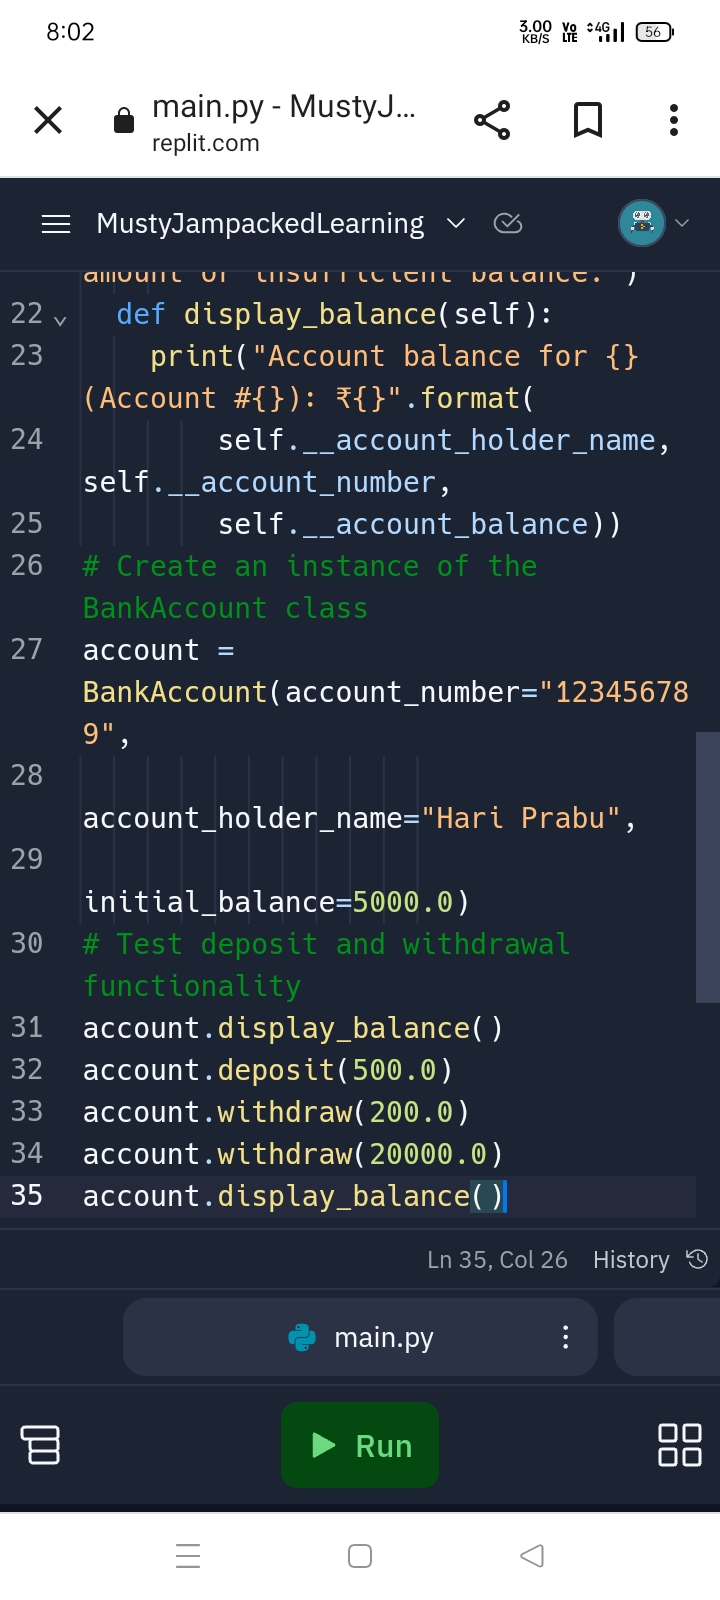 8:02
3.00 KB/S Vo LTE 4G 56
main.py - MustyJ...
replit.com
MustyJampackedLearning
amount or insufficient balance.")
22 def display_balance(self):
23 print("Account balance for {}
(Account #{}): ₹{}".format(
24 self.__account_holder_name,
self.__account_number,
25 self.__account_balance))
26 # Create an instance of the
BankAccount class
27 account =
BankAccount(account_number="12345678
9",
28
account_holder_name="Hari Prabu",
29
initial_balance=5000.0)
30 # Test deposit and withdrawal
functionality
31 account.display_balance()
32 account.deposit(500.0)
33 account.withdraw(200.0)
34 account.withdraw(20000.0)
35 account.display_balance()
Ln 35, Col 26 History
main.py
Run